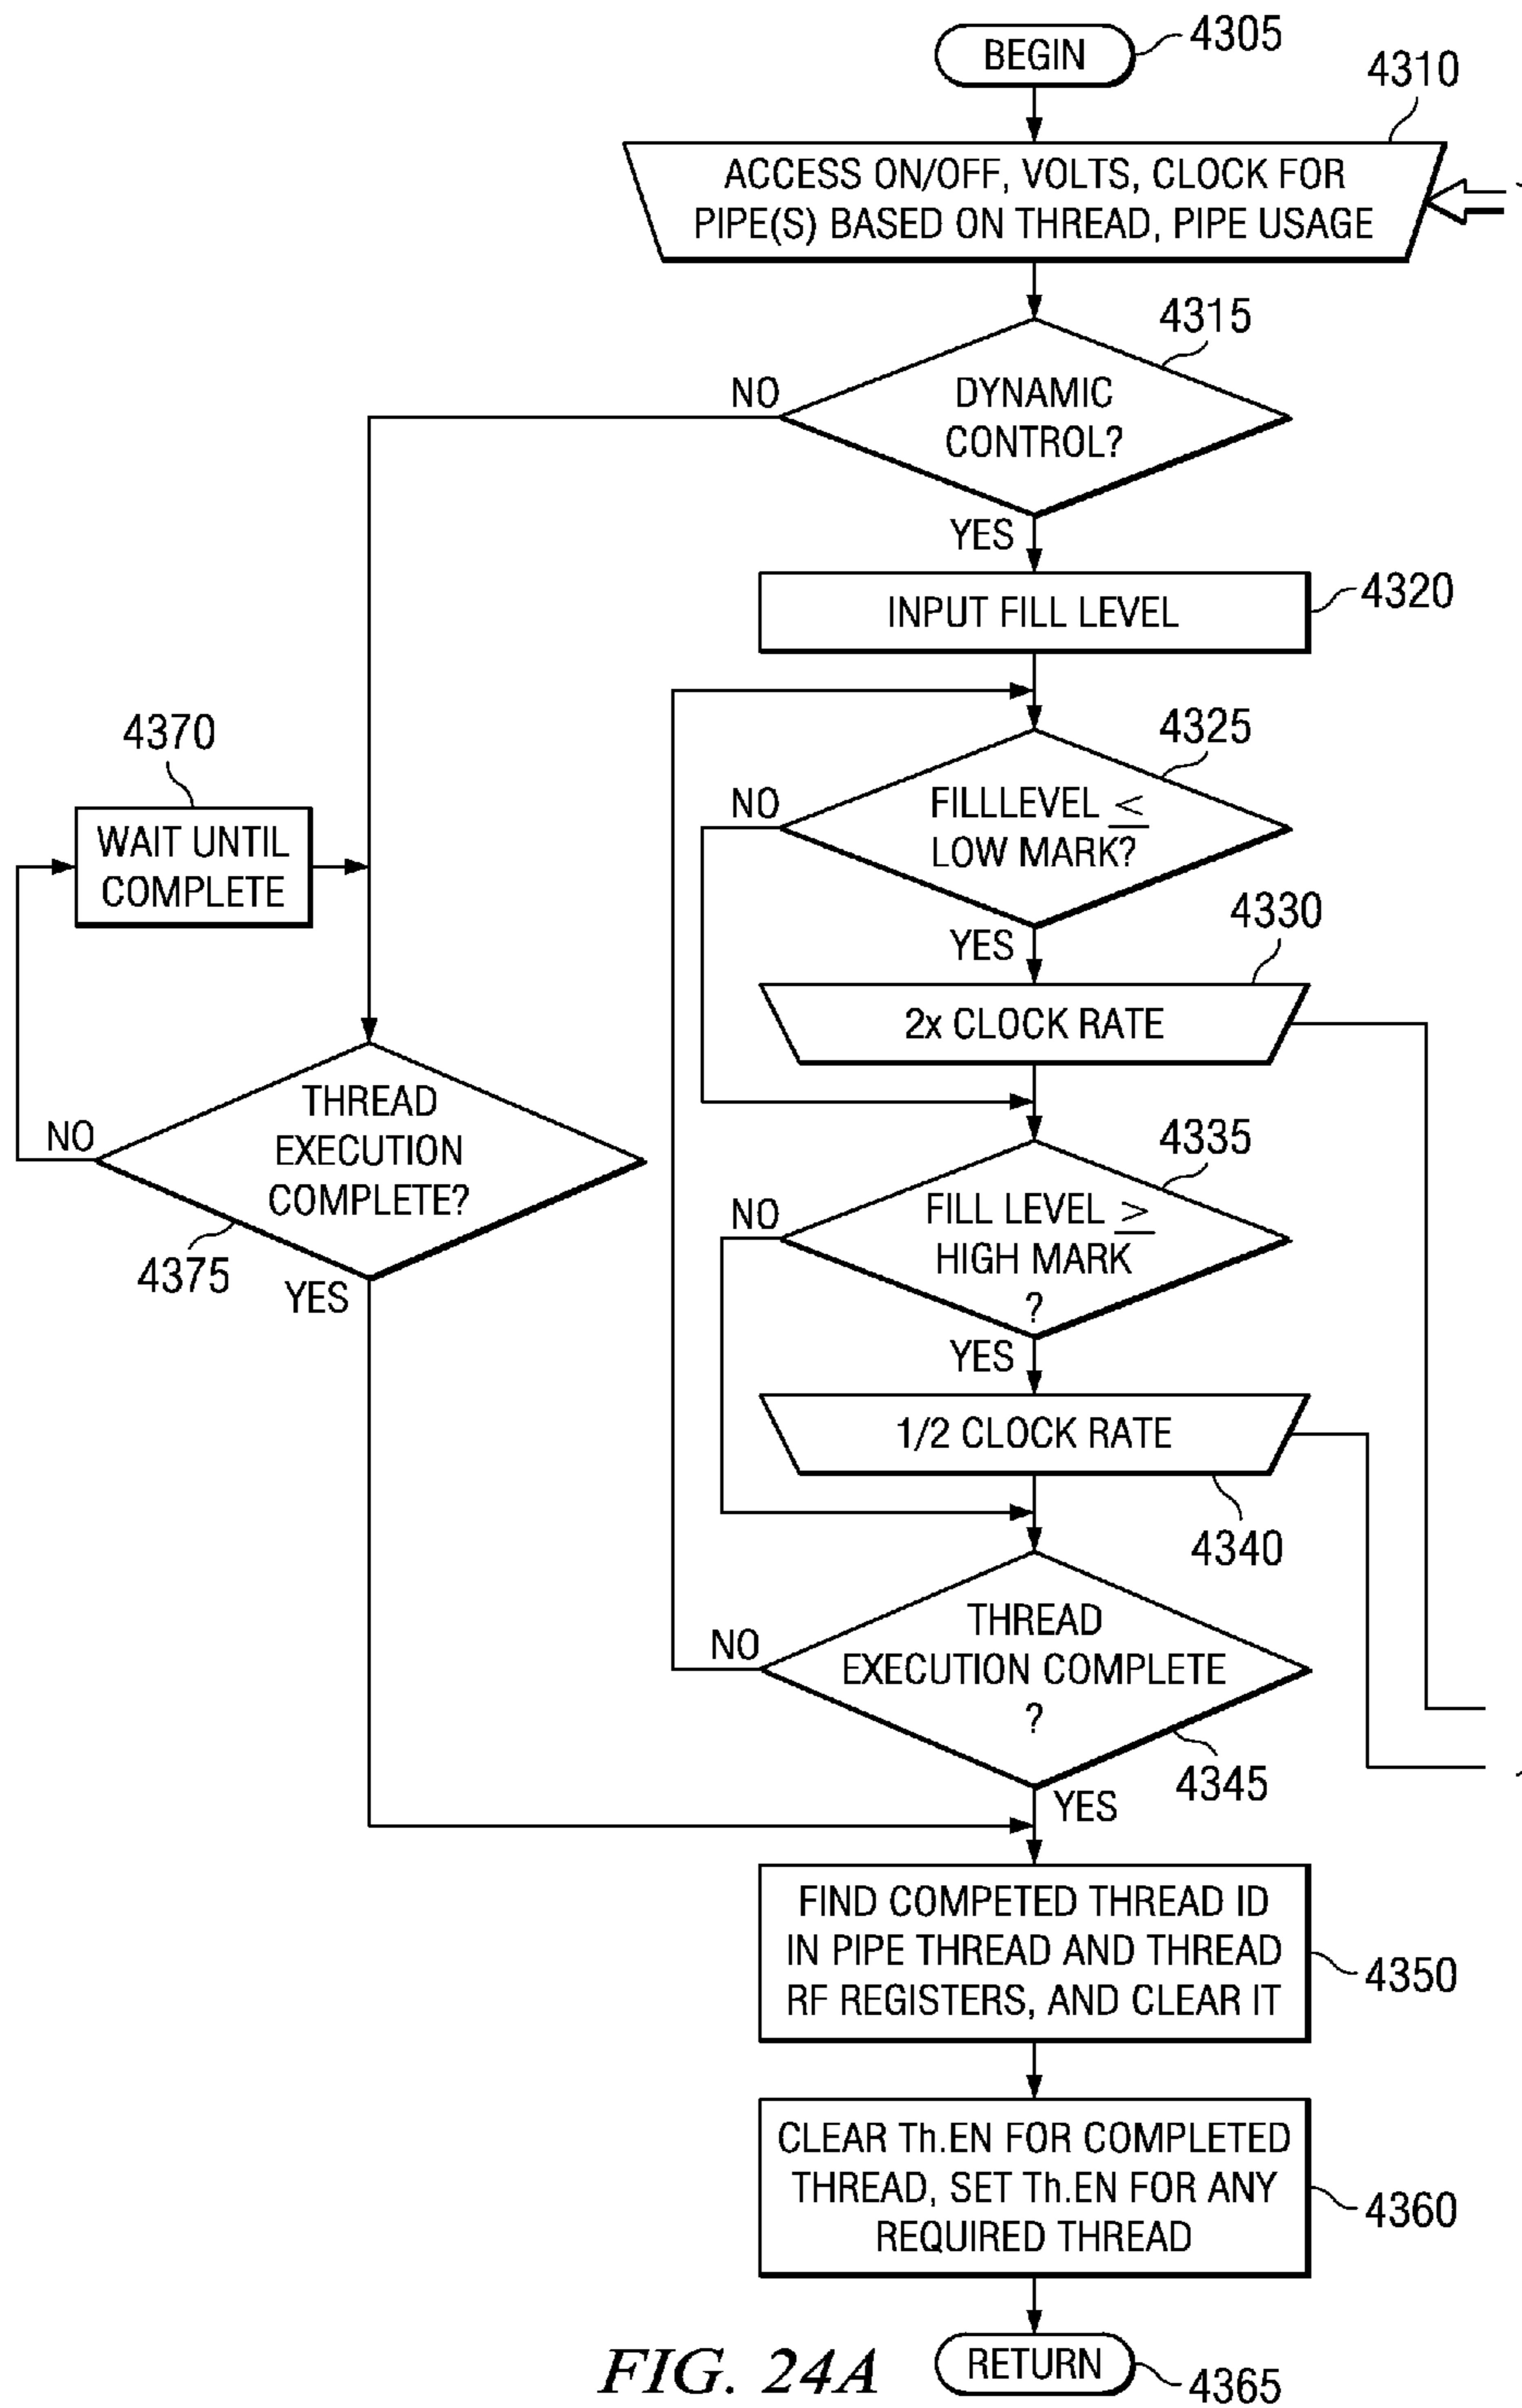 BEGIN
4305
4310
ACCESS ON/OFF, VOLTS, CLOCK FOR
PIPE(S) BASED ON THREAD, PIPE USAGE
4315
NO
DYNAMIC
CONTROL?
YES
INPUT FILL LEVEL
4320
4325
NO
FILLLEVEL ≤
LOW MARK?
YES
4330
2x CLOCK RATE
4370
WAIT UNTIL
COMPLETE
NO
THREAD
EXECUTION
COMPLETE?
4375
YES
4335
NO
FILL LEVEL ≥
HIGH MARK
?
YES
1/2 CLOCK RATE
4340
NO
THREAD
EXECUTION COMPLETE
?
4345
YES
FIND COMPETED THREAD ID
IN PIPE THREAD AND THREAD
RF REGISTERS, AND CLEAR IT
4350
CLEAR Th.EN FOR COMPLETED
THREAD, SET Th.EN FOR ANY
REQUIRED THREAD
4360
RETURN
4365
FIG. 24A